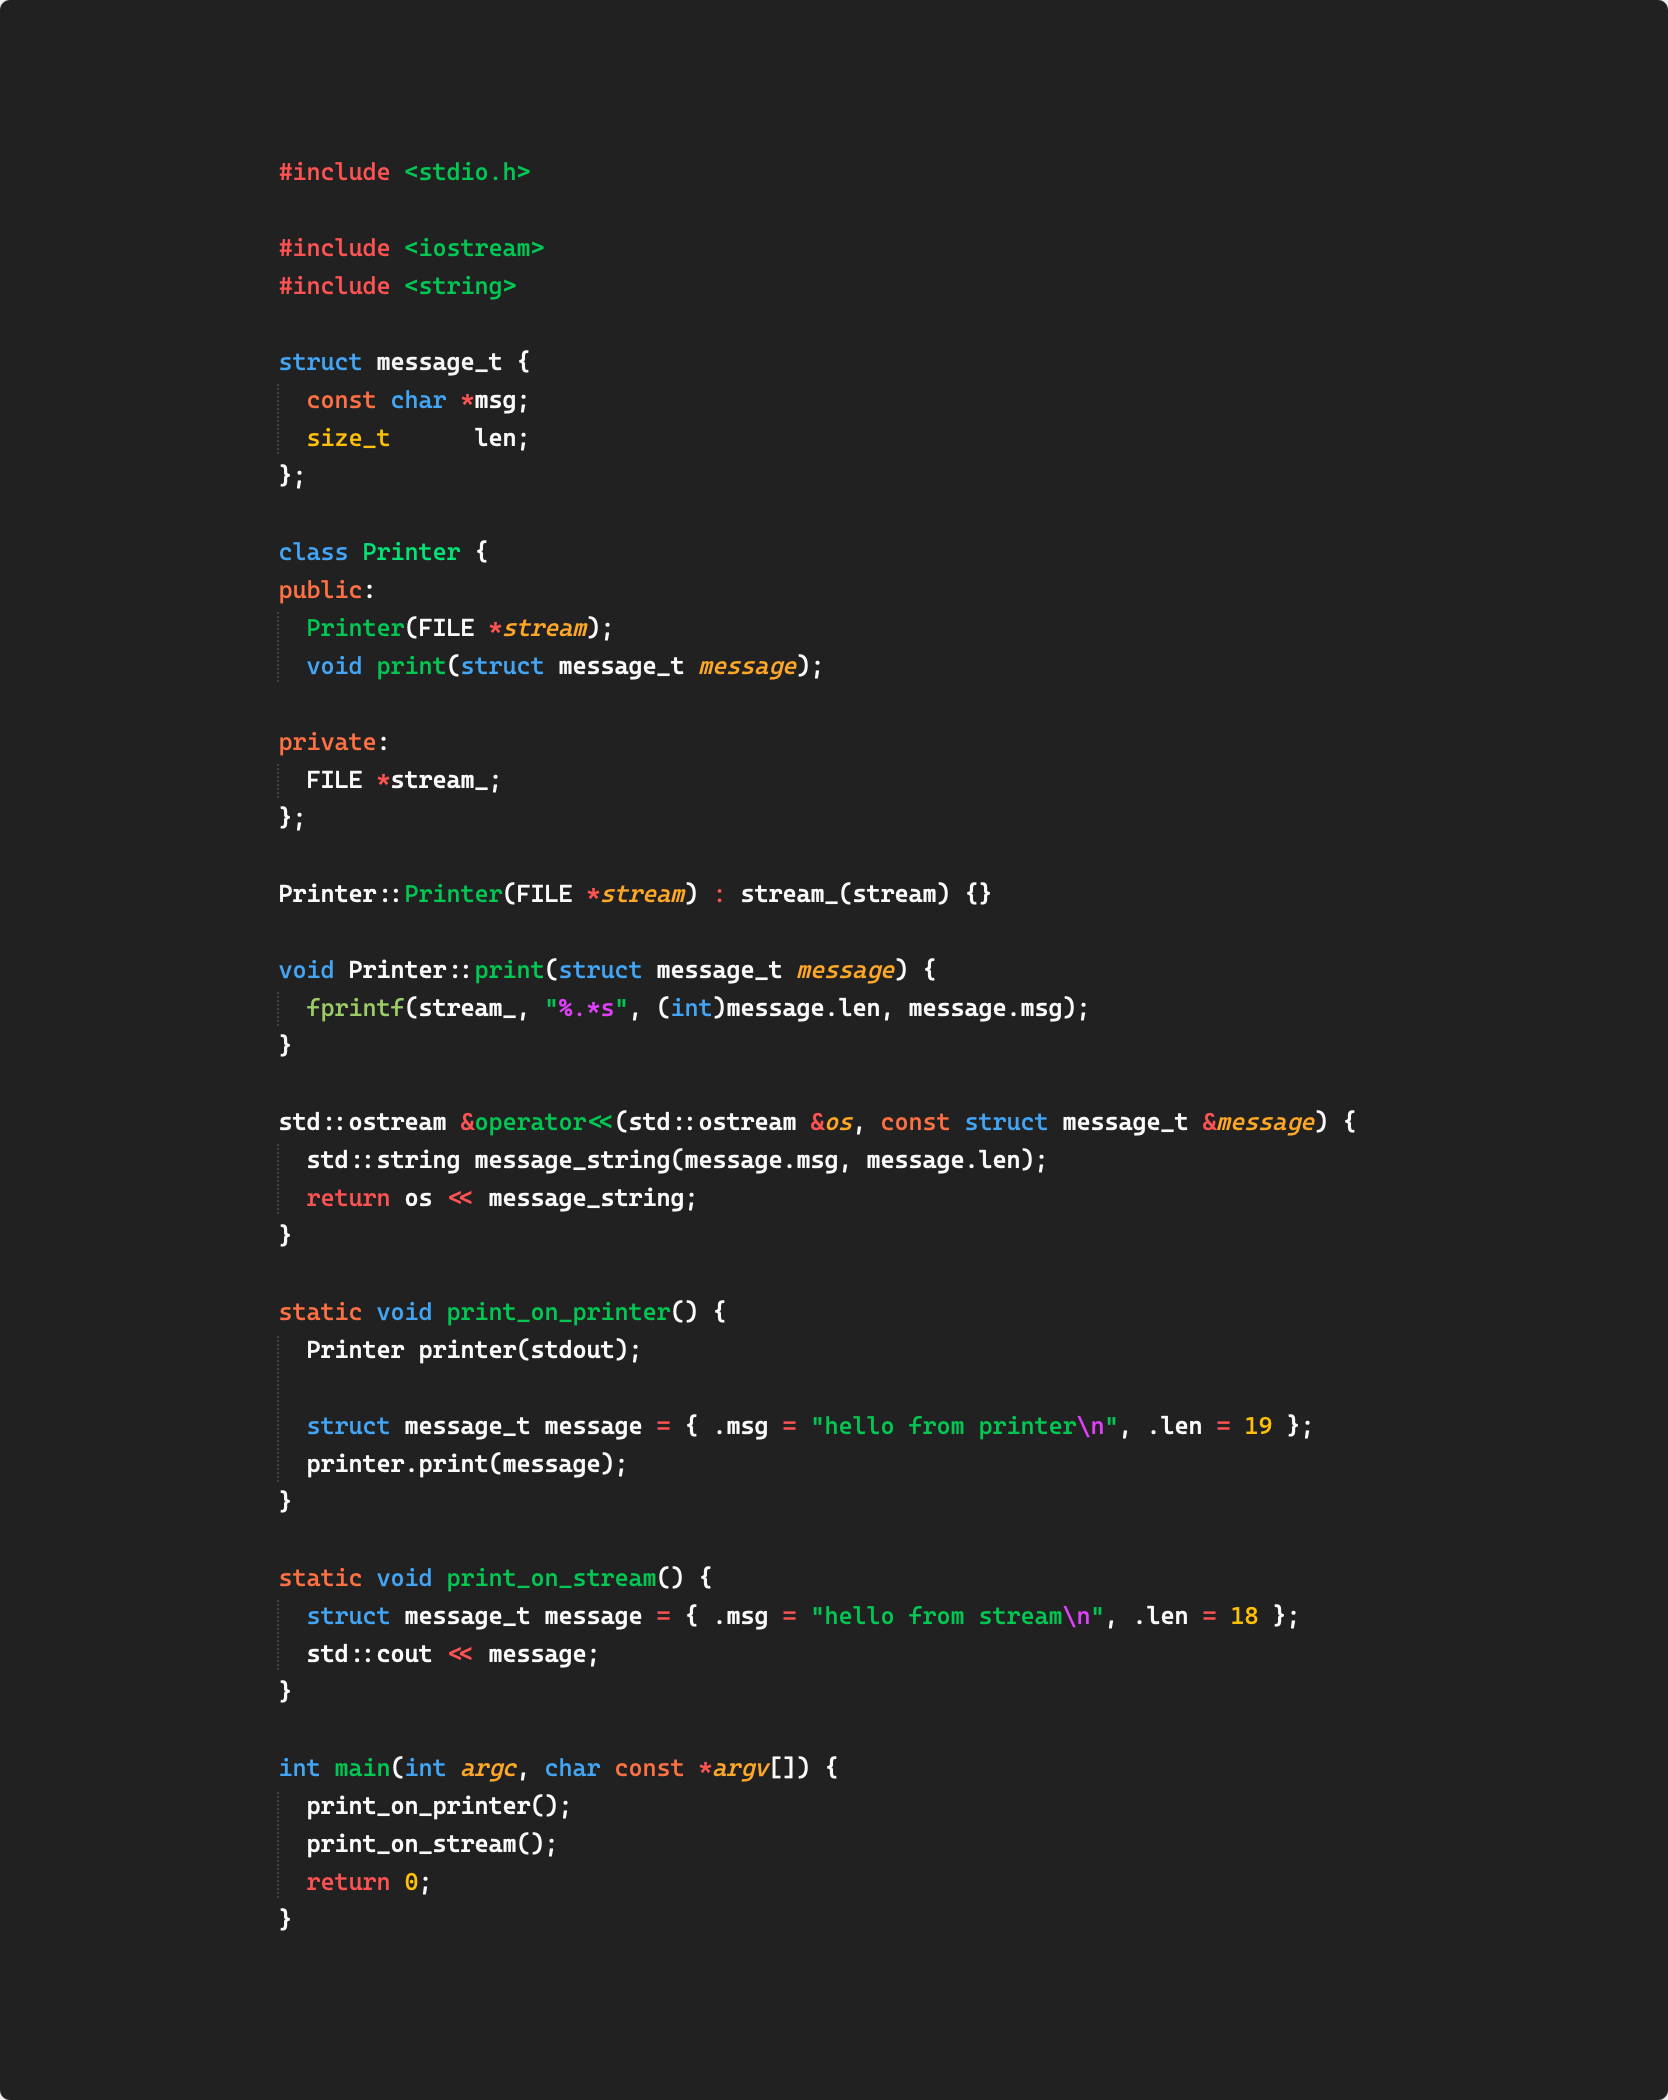 #include <stdio.h>

#include <iostream>
#include <string>

struct message_t {
  const char *msg;
  size_t      len;
};

class Printer {
public:
  Printer(FILE *stream);
  void print(struct message_t message);

private:
  FILE *stream_;
};

Printer::Printer(FILE *stream) : stream_(stream) {}

void Printer::print(struct message_t message) {
  fprintf(stream_, "%.*s", (int)message.len, message.msg);
}

std::ostream &operator<<(std::ostream &os, const struct message_t &message) {
  std::string message_string(message.msg, message.len);
  return os << message_string;
}

static void print_on_printer() {
  Printer printer(stdout);

  struct message_t message = { .msg = "hello from printer\n", .len = 19 };
  printer.print(message);
}

static void print_on_stream() {
  struct message_t message = { .msg = "hello from stream\n", .len = 18 };
  std::cout << message;
}

int main(int argc, char const *argv[]) {
  print_on_printer();
  print_on_stream();
  return 0;
}